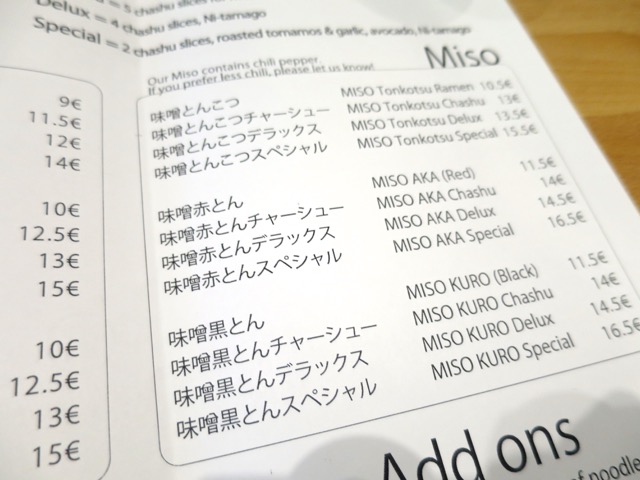 = 5 chashu slices
Delux = 4 chashu slices, Ni-tamago
Special = 2 chashu slices, roasted tomamos & garlic, avocado, Ni-tamago
Miso
Our Miso contains chili pepper.
If you prefer less chili, please let us know!
9€
11.5€
12€
14€
10€
12.5€
13€
15€
10€
12.5€
13€
15€
味噌とんこつ MISO Tonkotsu Ramen 10.5€
味噌とんこつチャーシュー MISO Tonkotsu Chashu 13€
味噌とんこつデラックス MISO Tonkotsu Delux 13.5€
味噌とんこつスペシャル MISO Tonkotsu Special 15.5€
味噌赤とん MISO AKA (Red) 11.5€
味噌赤とんチャーシュー MISO AKA Chashu 14€
味噌赤とんデラックス MISO AKA Delux 14.5€
味噌赤とんスペシャル MISO AKA Special 16.5€
味噌黒とん MISO KURO (Black) 11.5€
味噌黒とんチャーシュー MISO KURO Chashu 14€
味噌黒とんデラックス MISO KURO Delux 14.5€
味噌黒とんスペシャル MISO KURO Special 16.5€
Add ons
of noodle